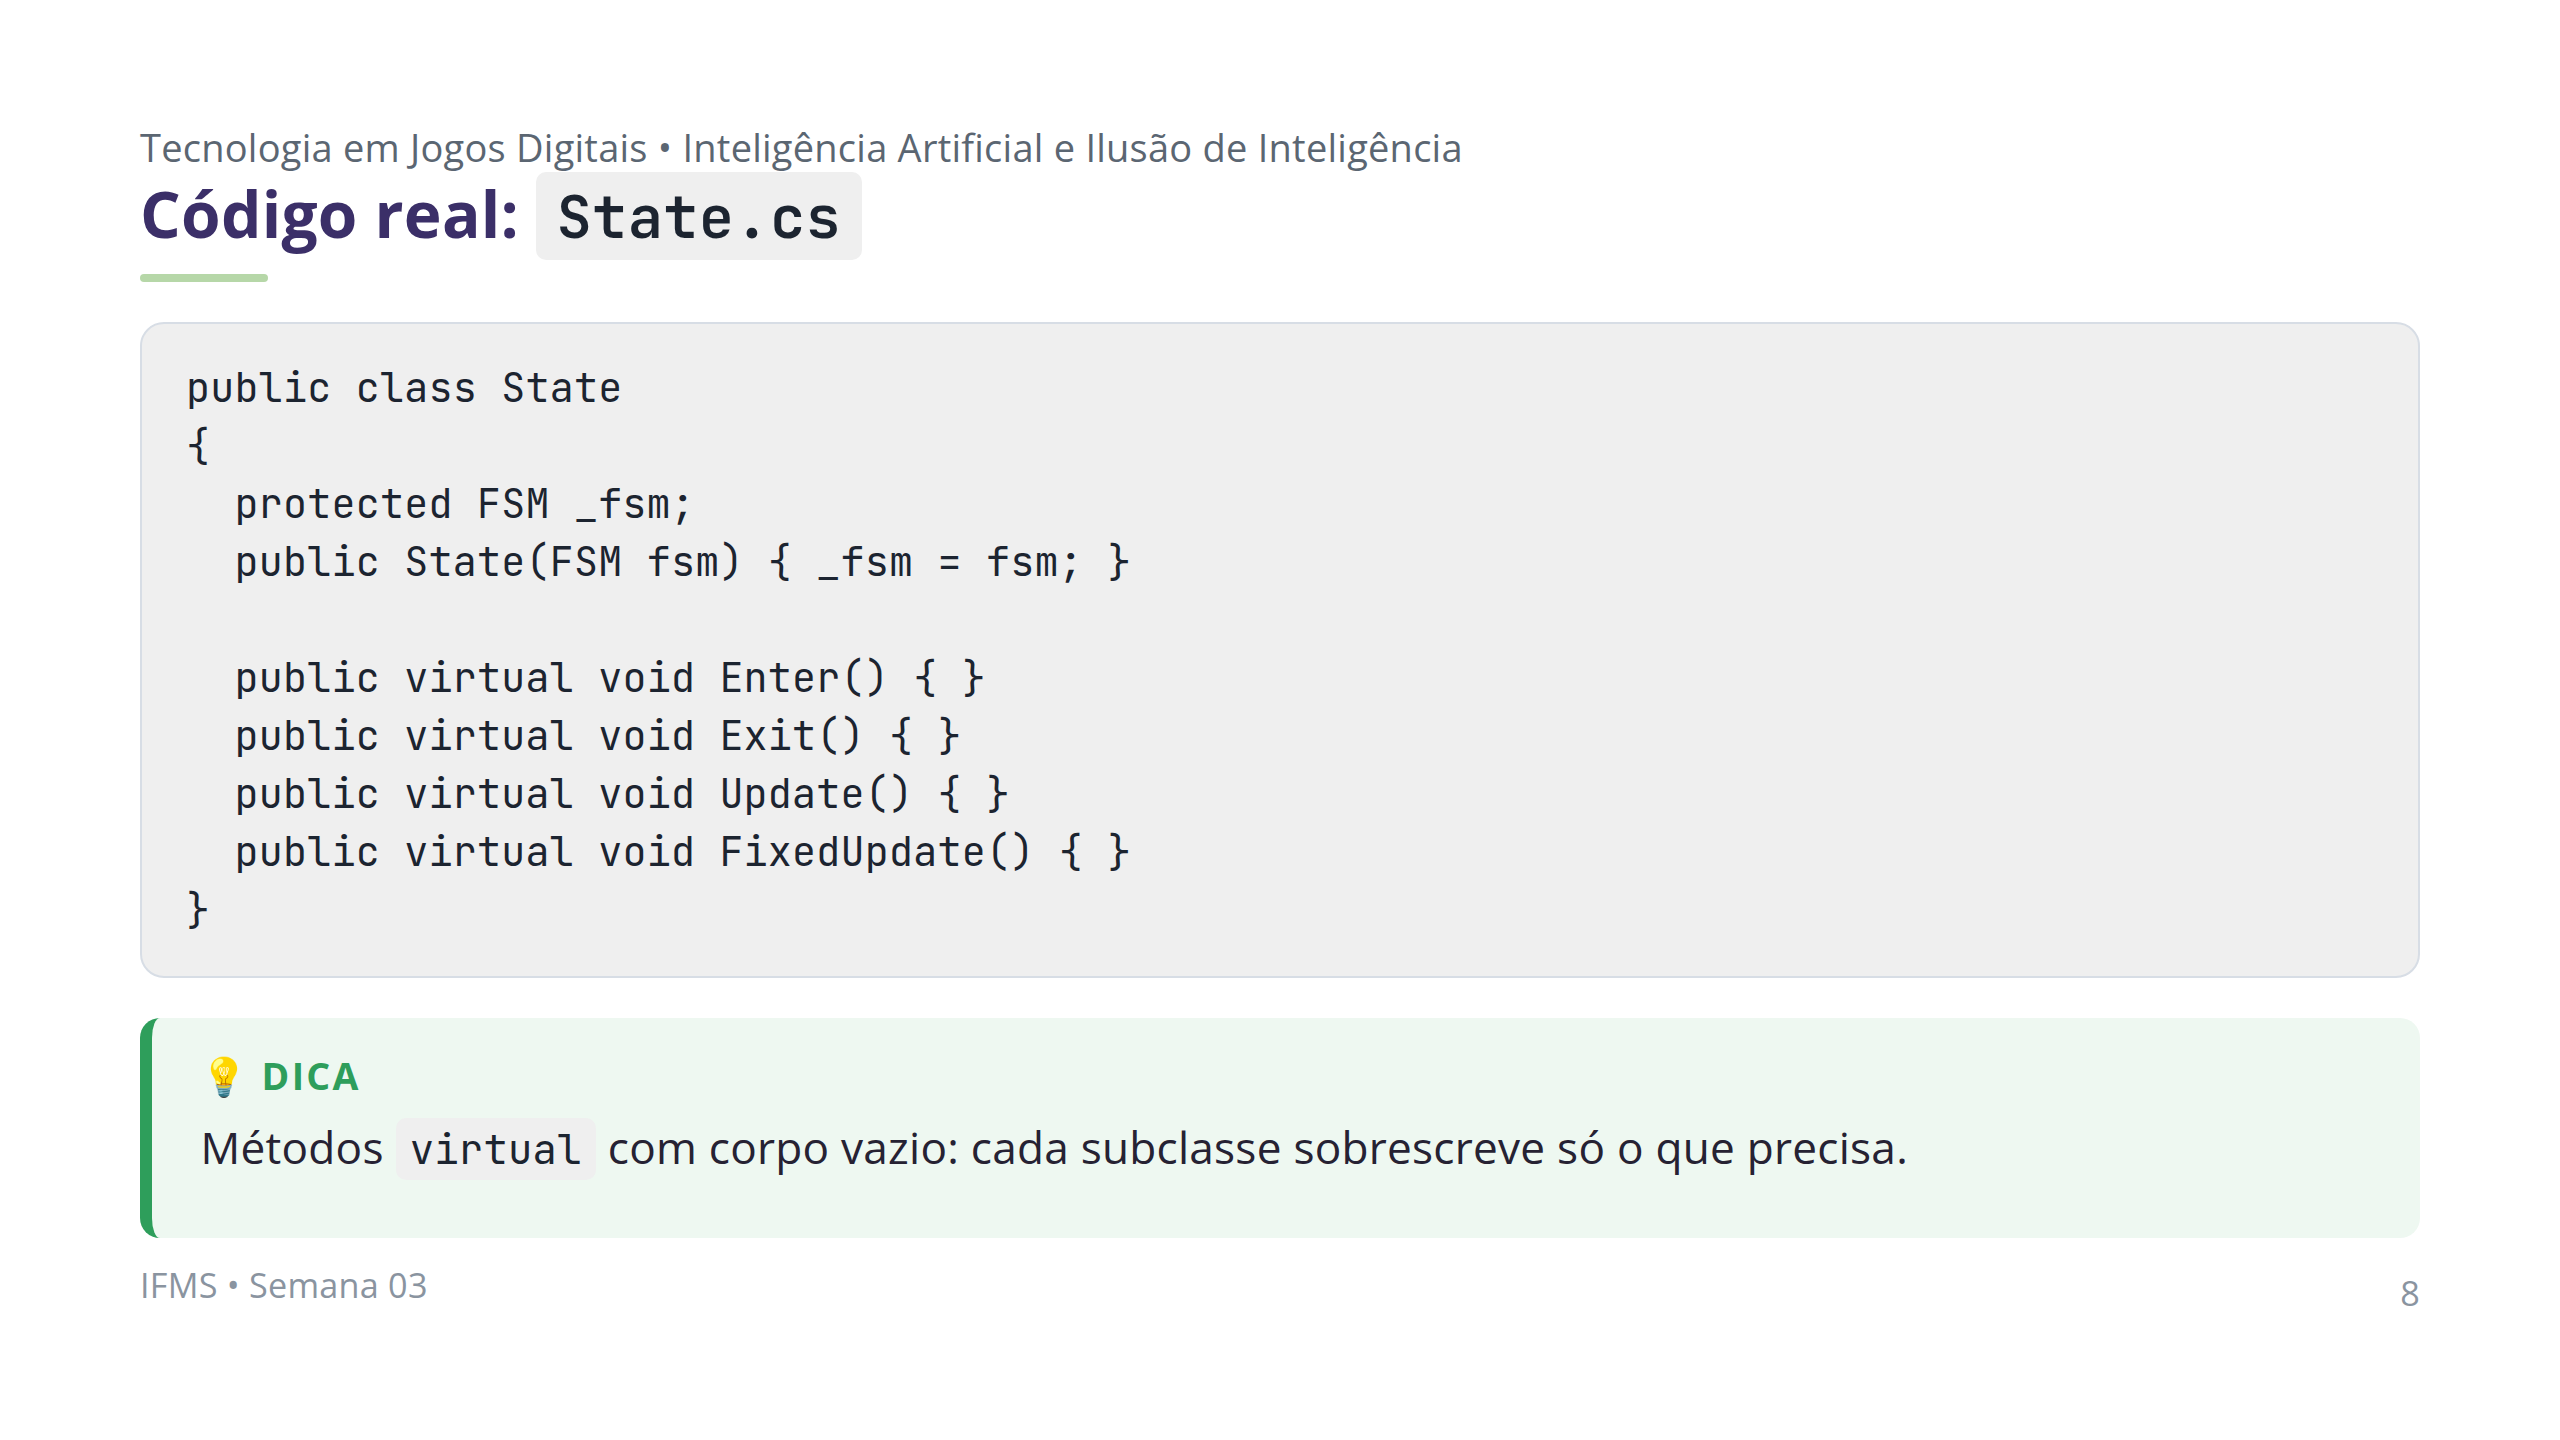 Tecnologia em Jogos Digitais • Inteligência Artificial e Ilusão de Inteligência
Código real: State.cs
public class State
{
  protected FSM _fsm;
  public State(FSM fsm) { _fsm = fsm; }

  public virtual void Enter() { }
  public virtual void Exit() { }
  public virtual void Update() { }
  public virtual void FixedUpdate() { }
}
💡 DICA
Métodos virtual com corpo vazio: cada subclasse sobrescreve só o que precisa.
IFMS • Semana 03
8